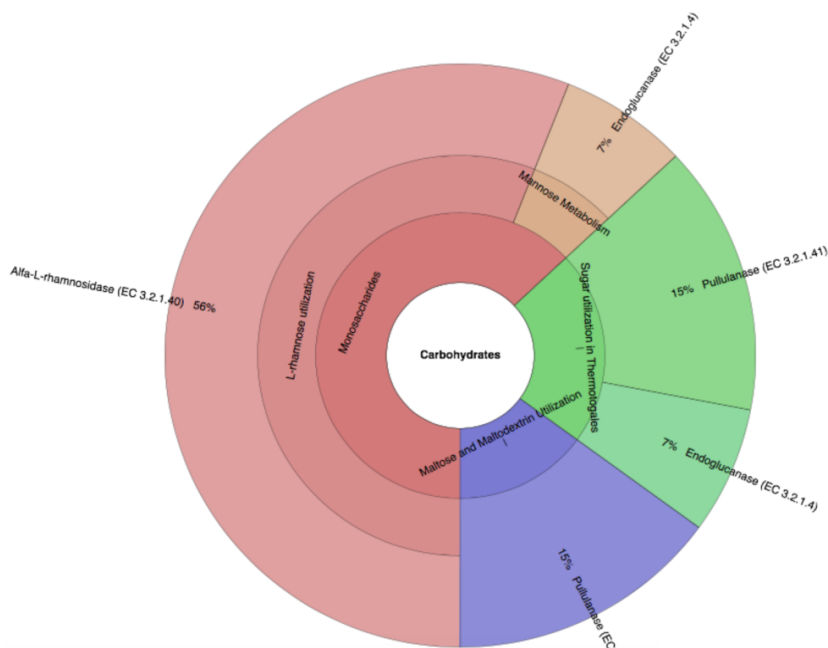 7% Endoglucanase (EC 3.2.1.4)
Mannose Metabolism
Alfa-L-rhamnosidase (EC 3.2.1.40) 56%
L-rhamnose utilization
Monosaccharides
Carbohydrates
Sugar utilization in Thermotogales
15% Pullulanase (EC 3.2.1.41)
Maltose and Maltodextrin Utilization
7% Endoglucanase (EC 3.2.1.4)
15% Pullulanase (EC